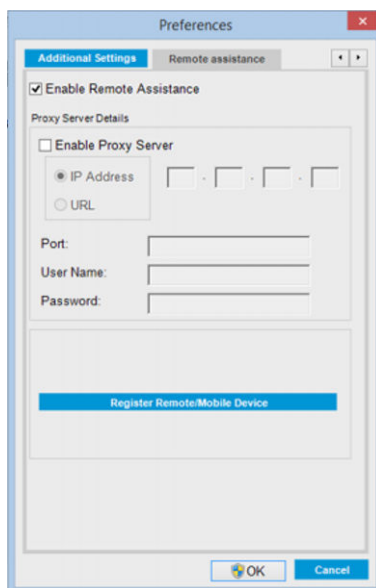 Preferences
Additional Settings Remote assistance
Enable Remote Assistance
Proxy Server Details
Enable Proxy Server
IP Address
URL
Port:
User Name:
Password:
Register Remote/Mobile Device
OK Cancel